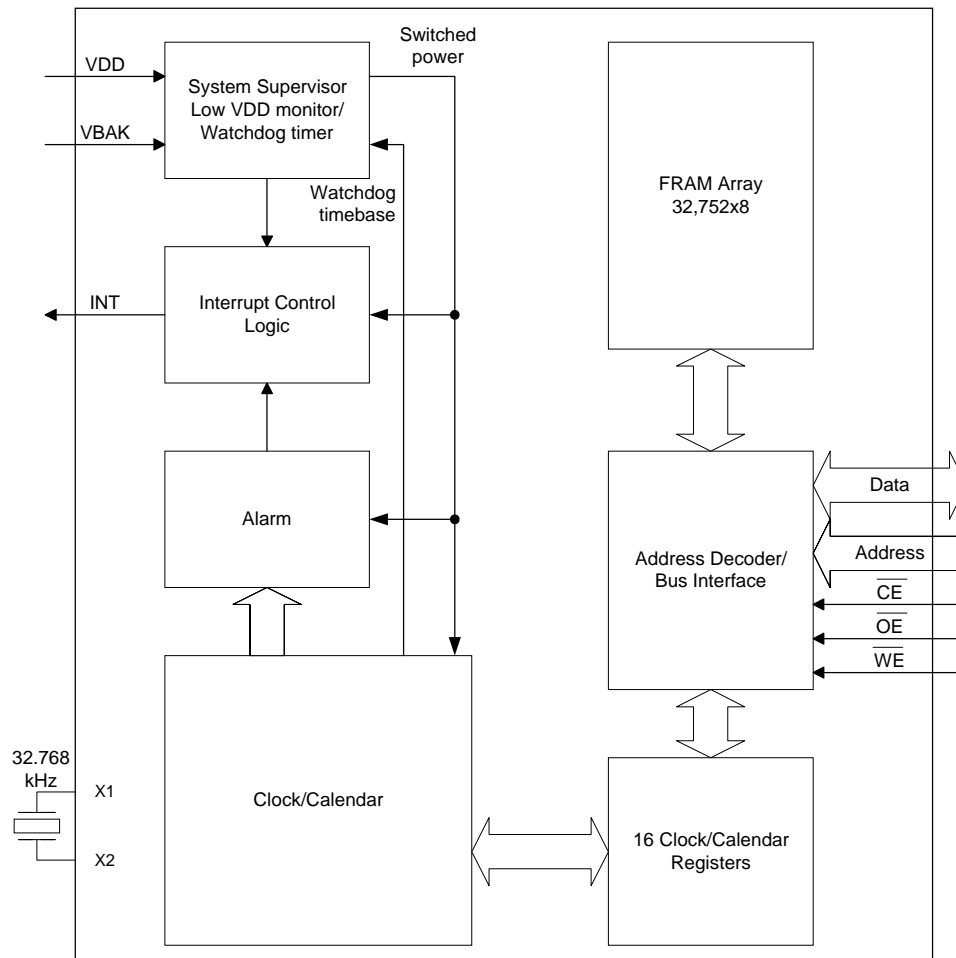 VDD
VBAK
System Supervisor
Low VDD monitor/
Watchdog timer
Switched
power
Watchdog
timebase
FRAM Array
32,752x8
INT
Interrupt Control
Logic
Alarm
Address Decoder/
Bus Interface
Data
Address
CE
OE
WE
32.768
kHz
X1
X2
Clock/Calendar
16 Clock/Calendar
Registers